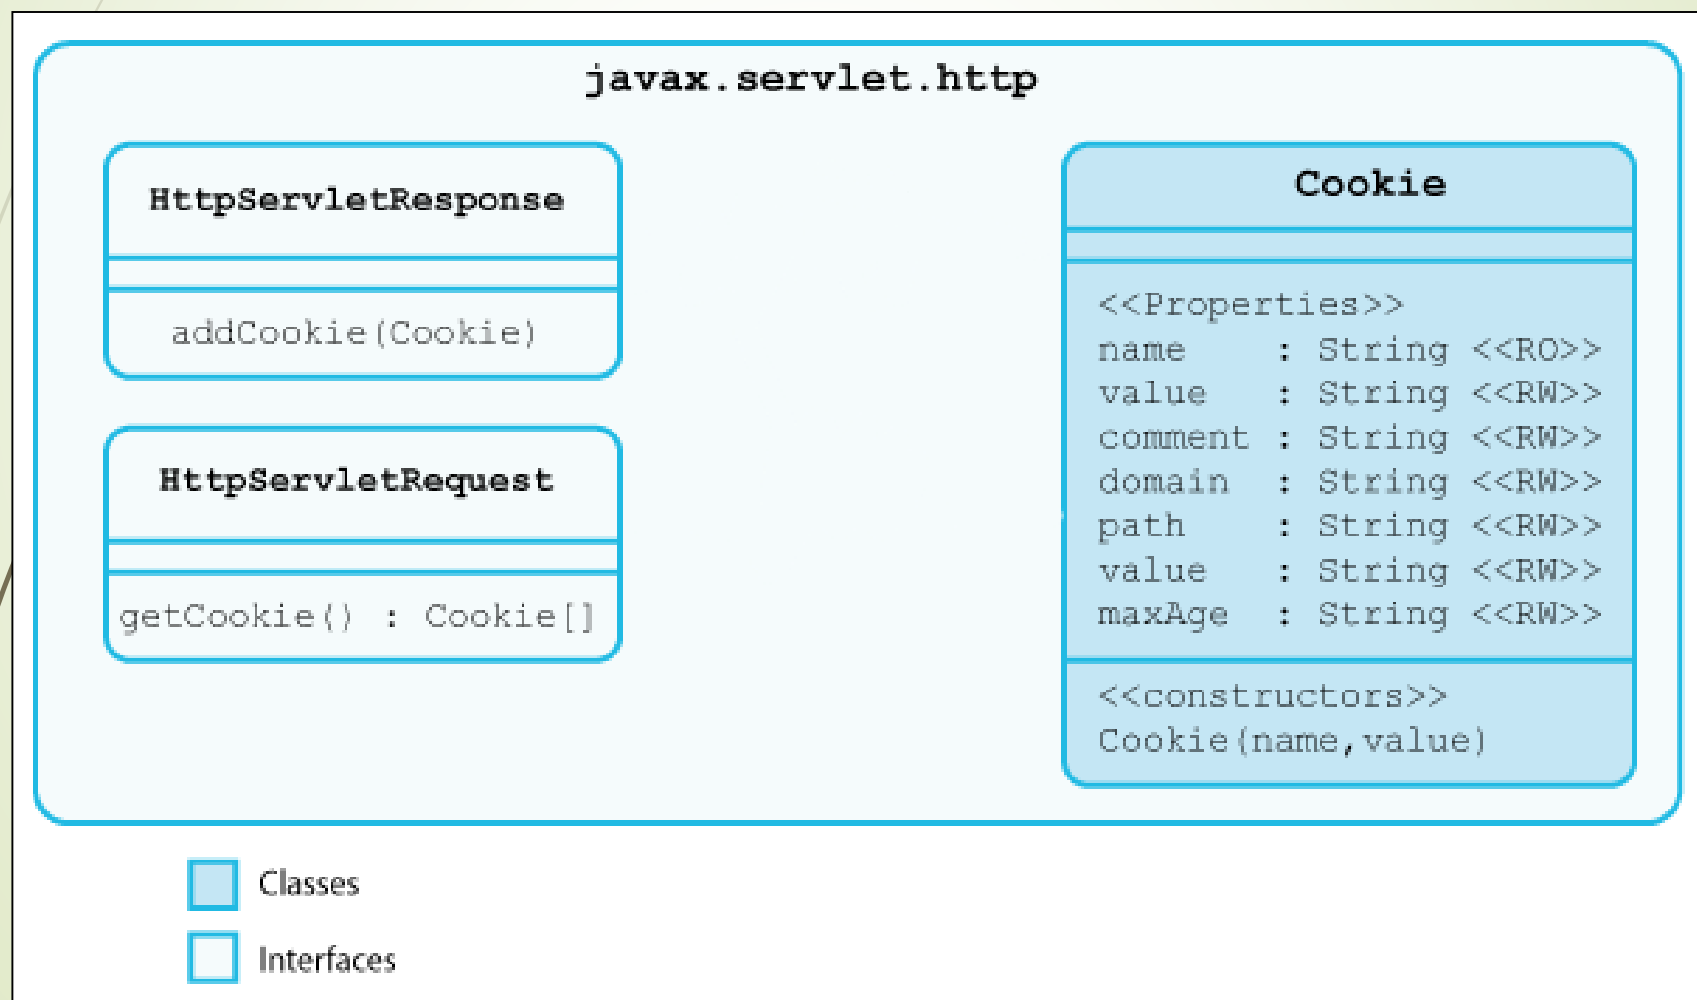 javax.servlet.http
HttpServletResponse
addCookie(Cookie)
HttpServletRequest
getCookie() : Cookie[]
Cookie
<<Properties>>
name    : String <<RO>>
value   : String <<RW>>
comment : String <<RW>>
domain  : String <<RW>>
path    : String <<RW>>
value   : String <<RW>>
maxAge  : String <<RW>>
<<constructors>>
Cookie(name,value)
Classes
Interfaces